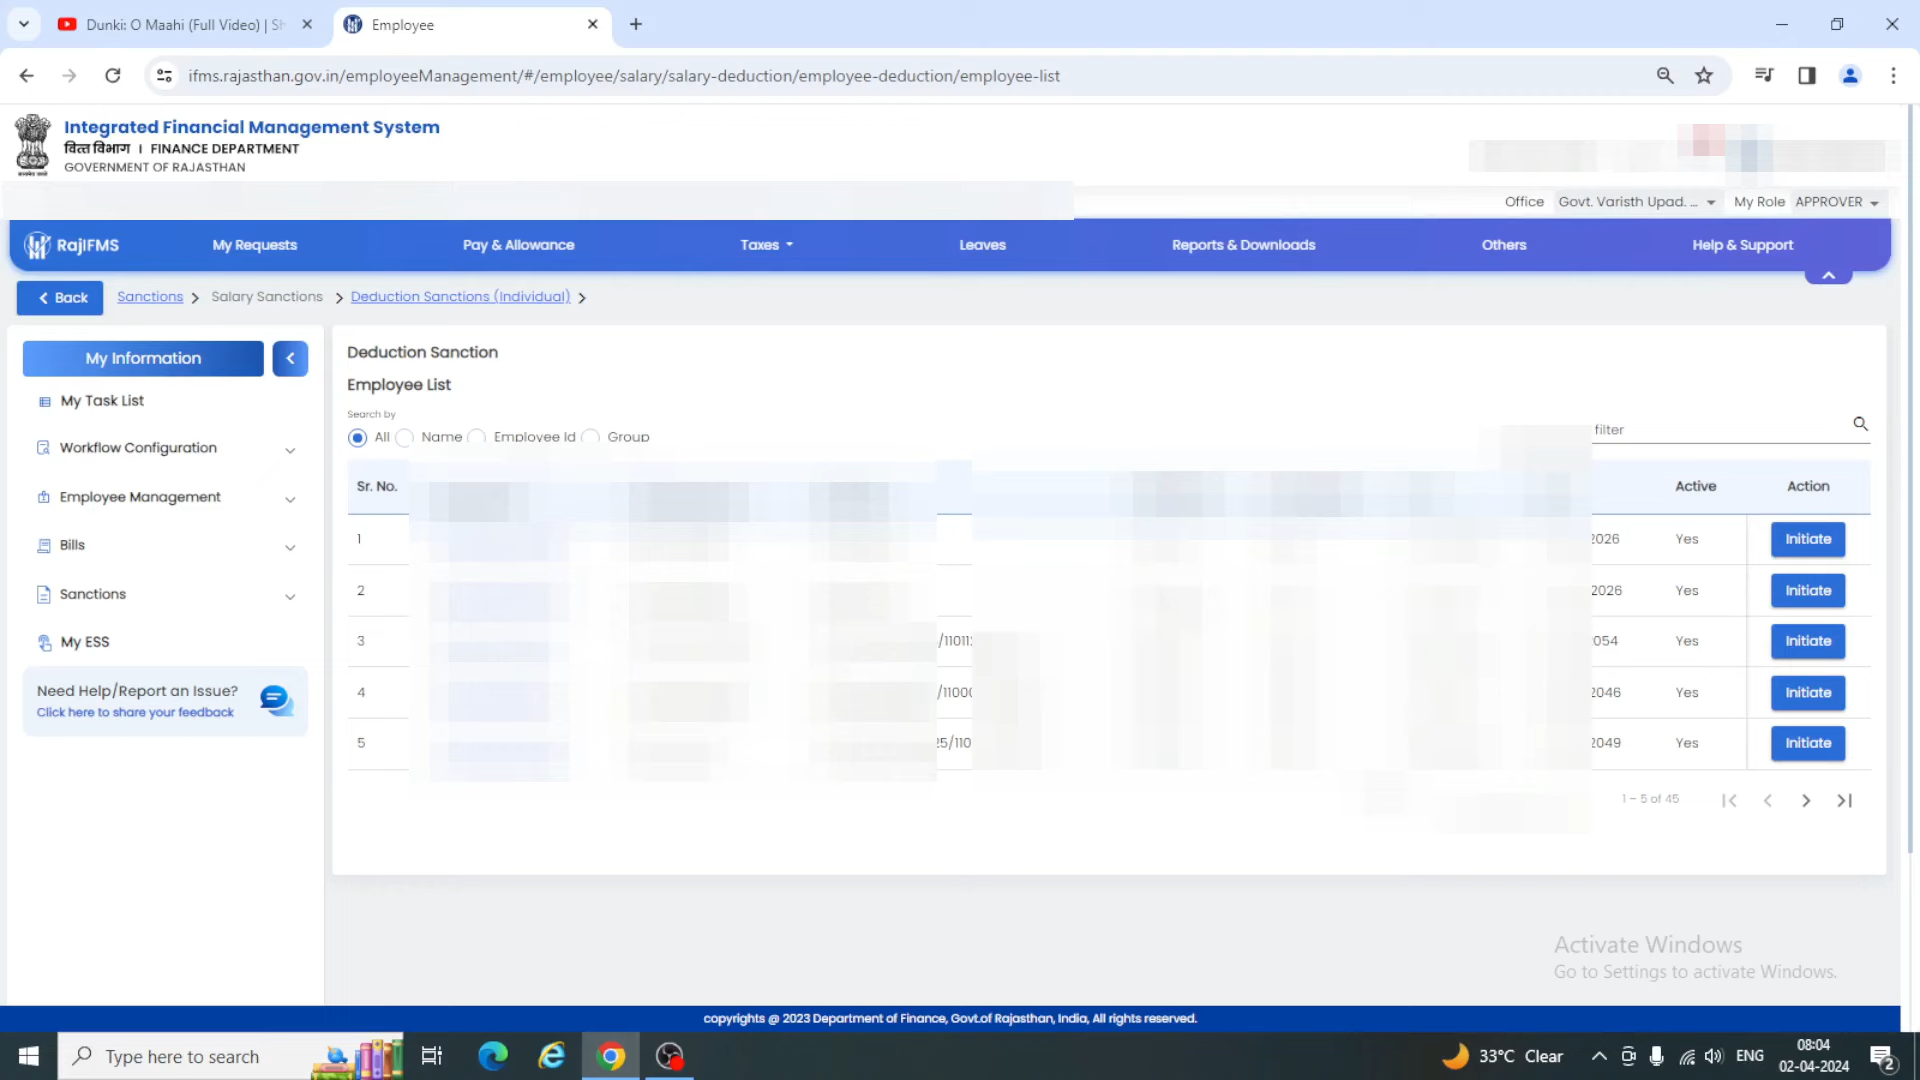 Dunki: O Maahi (Full Video) | Sh
Employee
ifms.rajasthan.gov.in/employeeManagement/#/employee/salary/salary-deduction/employee-deduction/employee-list
Integrated Financial Management System
वित्त विभाग | FINANCE DEPARTMENT
GOVERNMENT OF RAJASTHAN
Office Govt. Varisth Upad. ... My Role APPROVER
RajIFMS My Requests Pay & Allowance Taxes Leaves Reports & Downloads Others Help & Support
Back Sanctions > Salary Sanctions > Deduction Sanctions (Individual) >
My Information
My Task List
Workflow Configuration
Employee Management
Bills
Sanctions
My ESS
Need Help/Report an Issue?
Click here to share your feedback
Deduction Sanction
Employee List
Search by
All Name Employee Id Group
filter
Sr. No. Active Action
1 2026 Yes Initiate
2 2026 Yes Initiate
3 /11011 054 Yes Initiate
4 /1100 2046 Yes Initiate
5 25/110 2049 Yes Initiate
1 – 5 of 45
Activate Windows
Go to Settings to activate Windows.
copyrights @ 2023 Department of Finance, Govt.of Rajasthan, India, All rights reserved.
Type here to search
33°C Clear
ENG
08:04
02-04-2024
2